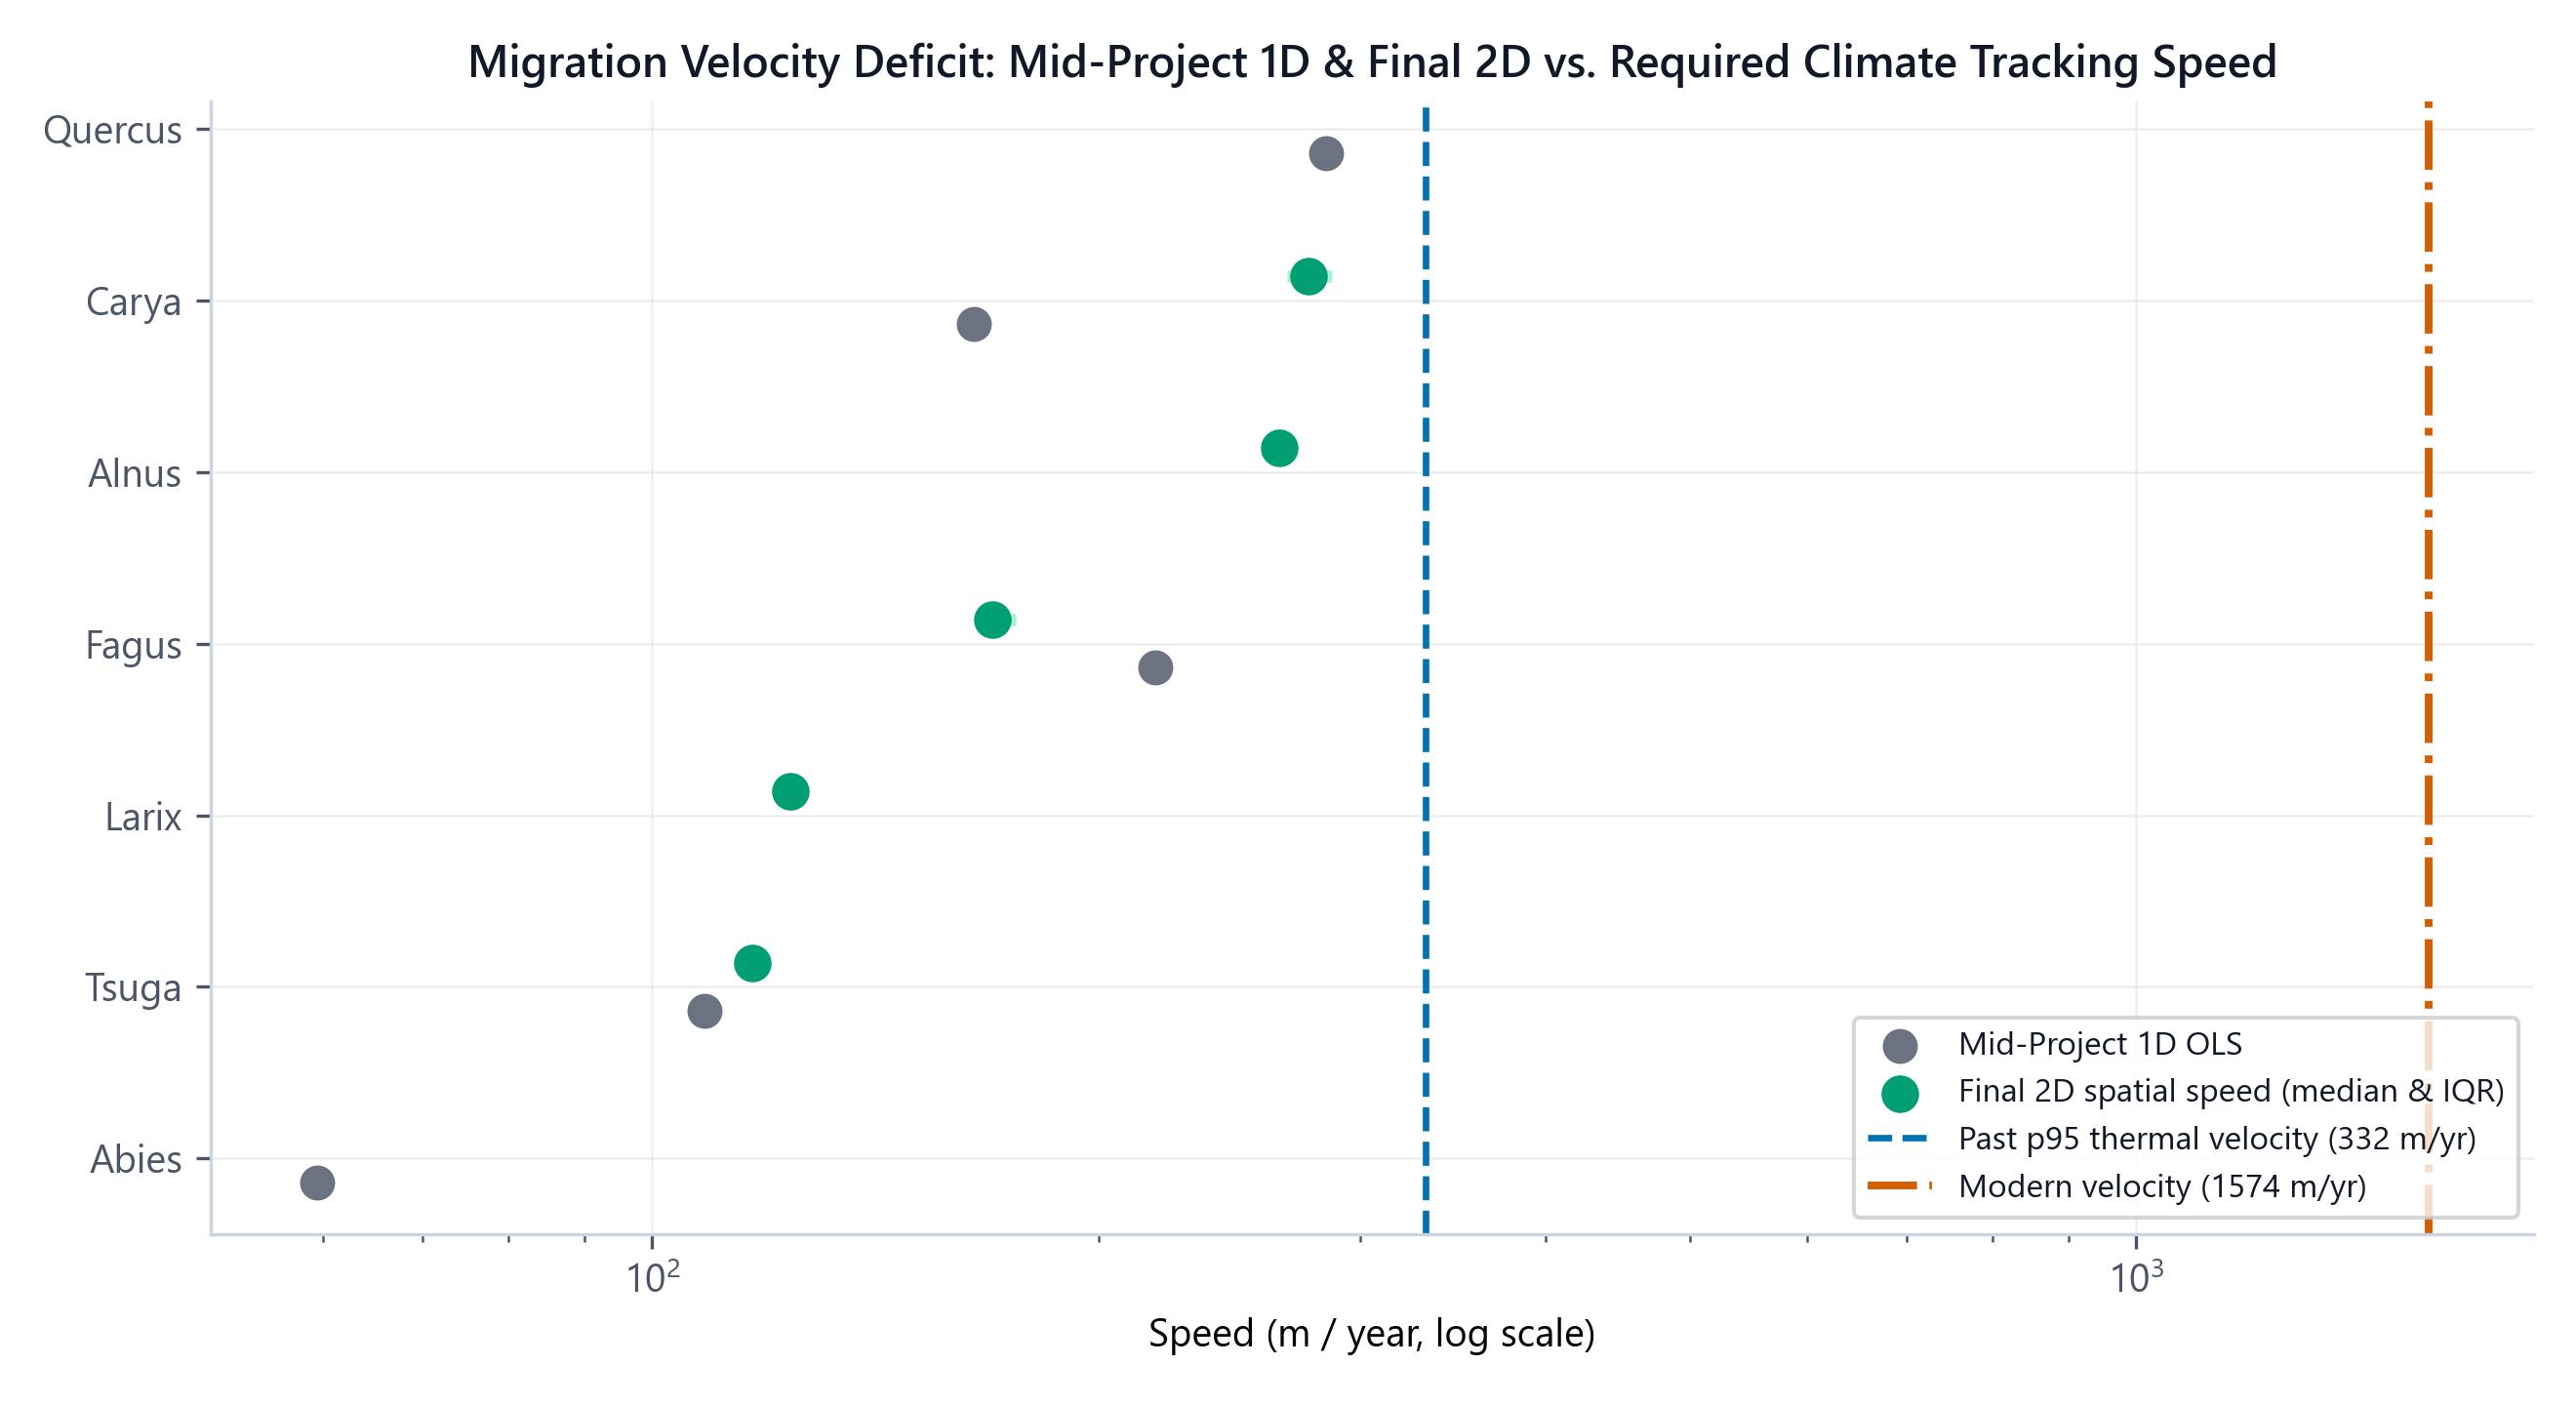 Migration Velocity Deficit: Mid-Project 1D & Final 2D vs. Required Climate Tracking Speed
Quercus
Carya
Alnus
Fagus
Larix
Tsuga
Abies
Mid-Project 1D OLS
Final 2D spatial speed (median & IQR)
Past p95 thermal velocity (332 m/yr)
Modern velocity (1574 m/yr)
10²
10³
Speed (m / year, log scale)